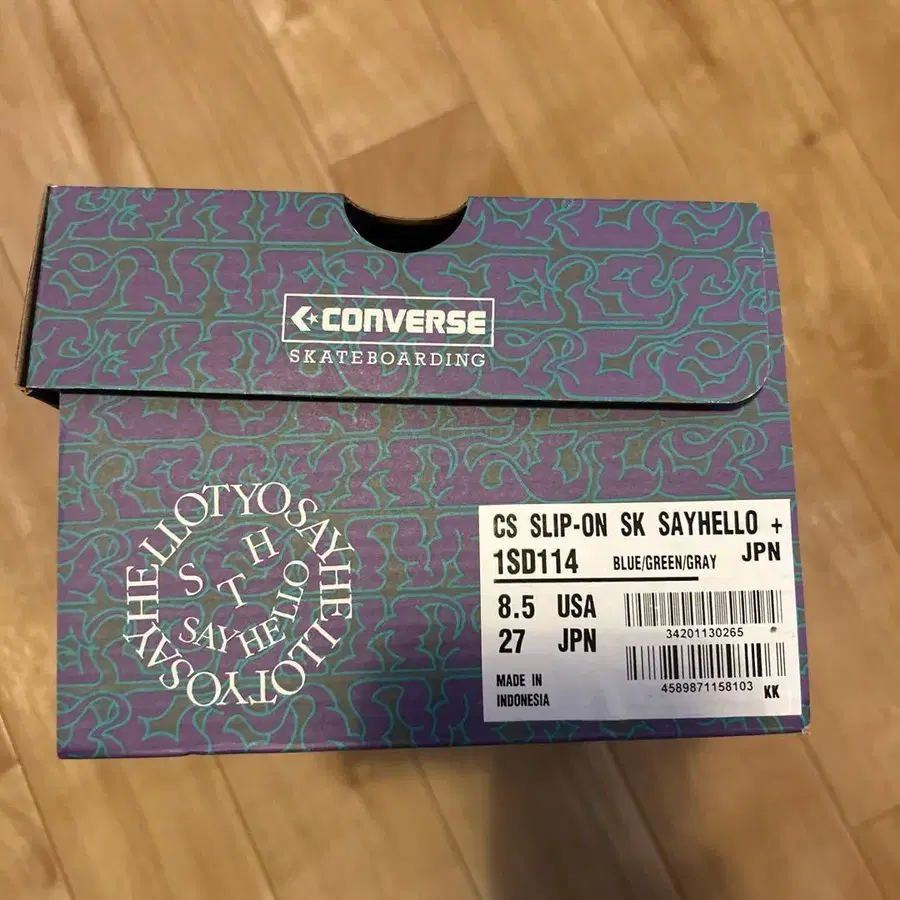 CONVERSE
SKATEBOARDING
SAYHELLOTYOSAYHELLOTYO
S T H
SAYHELLO
CS SLIP-ON SK SAYHELLO +
1SD114 BLUE/GREEN/GRAY JPN
8.5 USA
34201130265
27 JPN
MADE IN
INDONESIA
4589871158103 KK